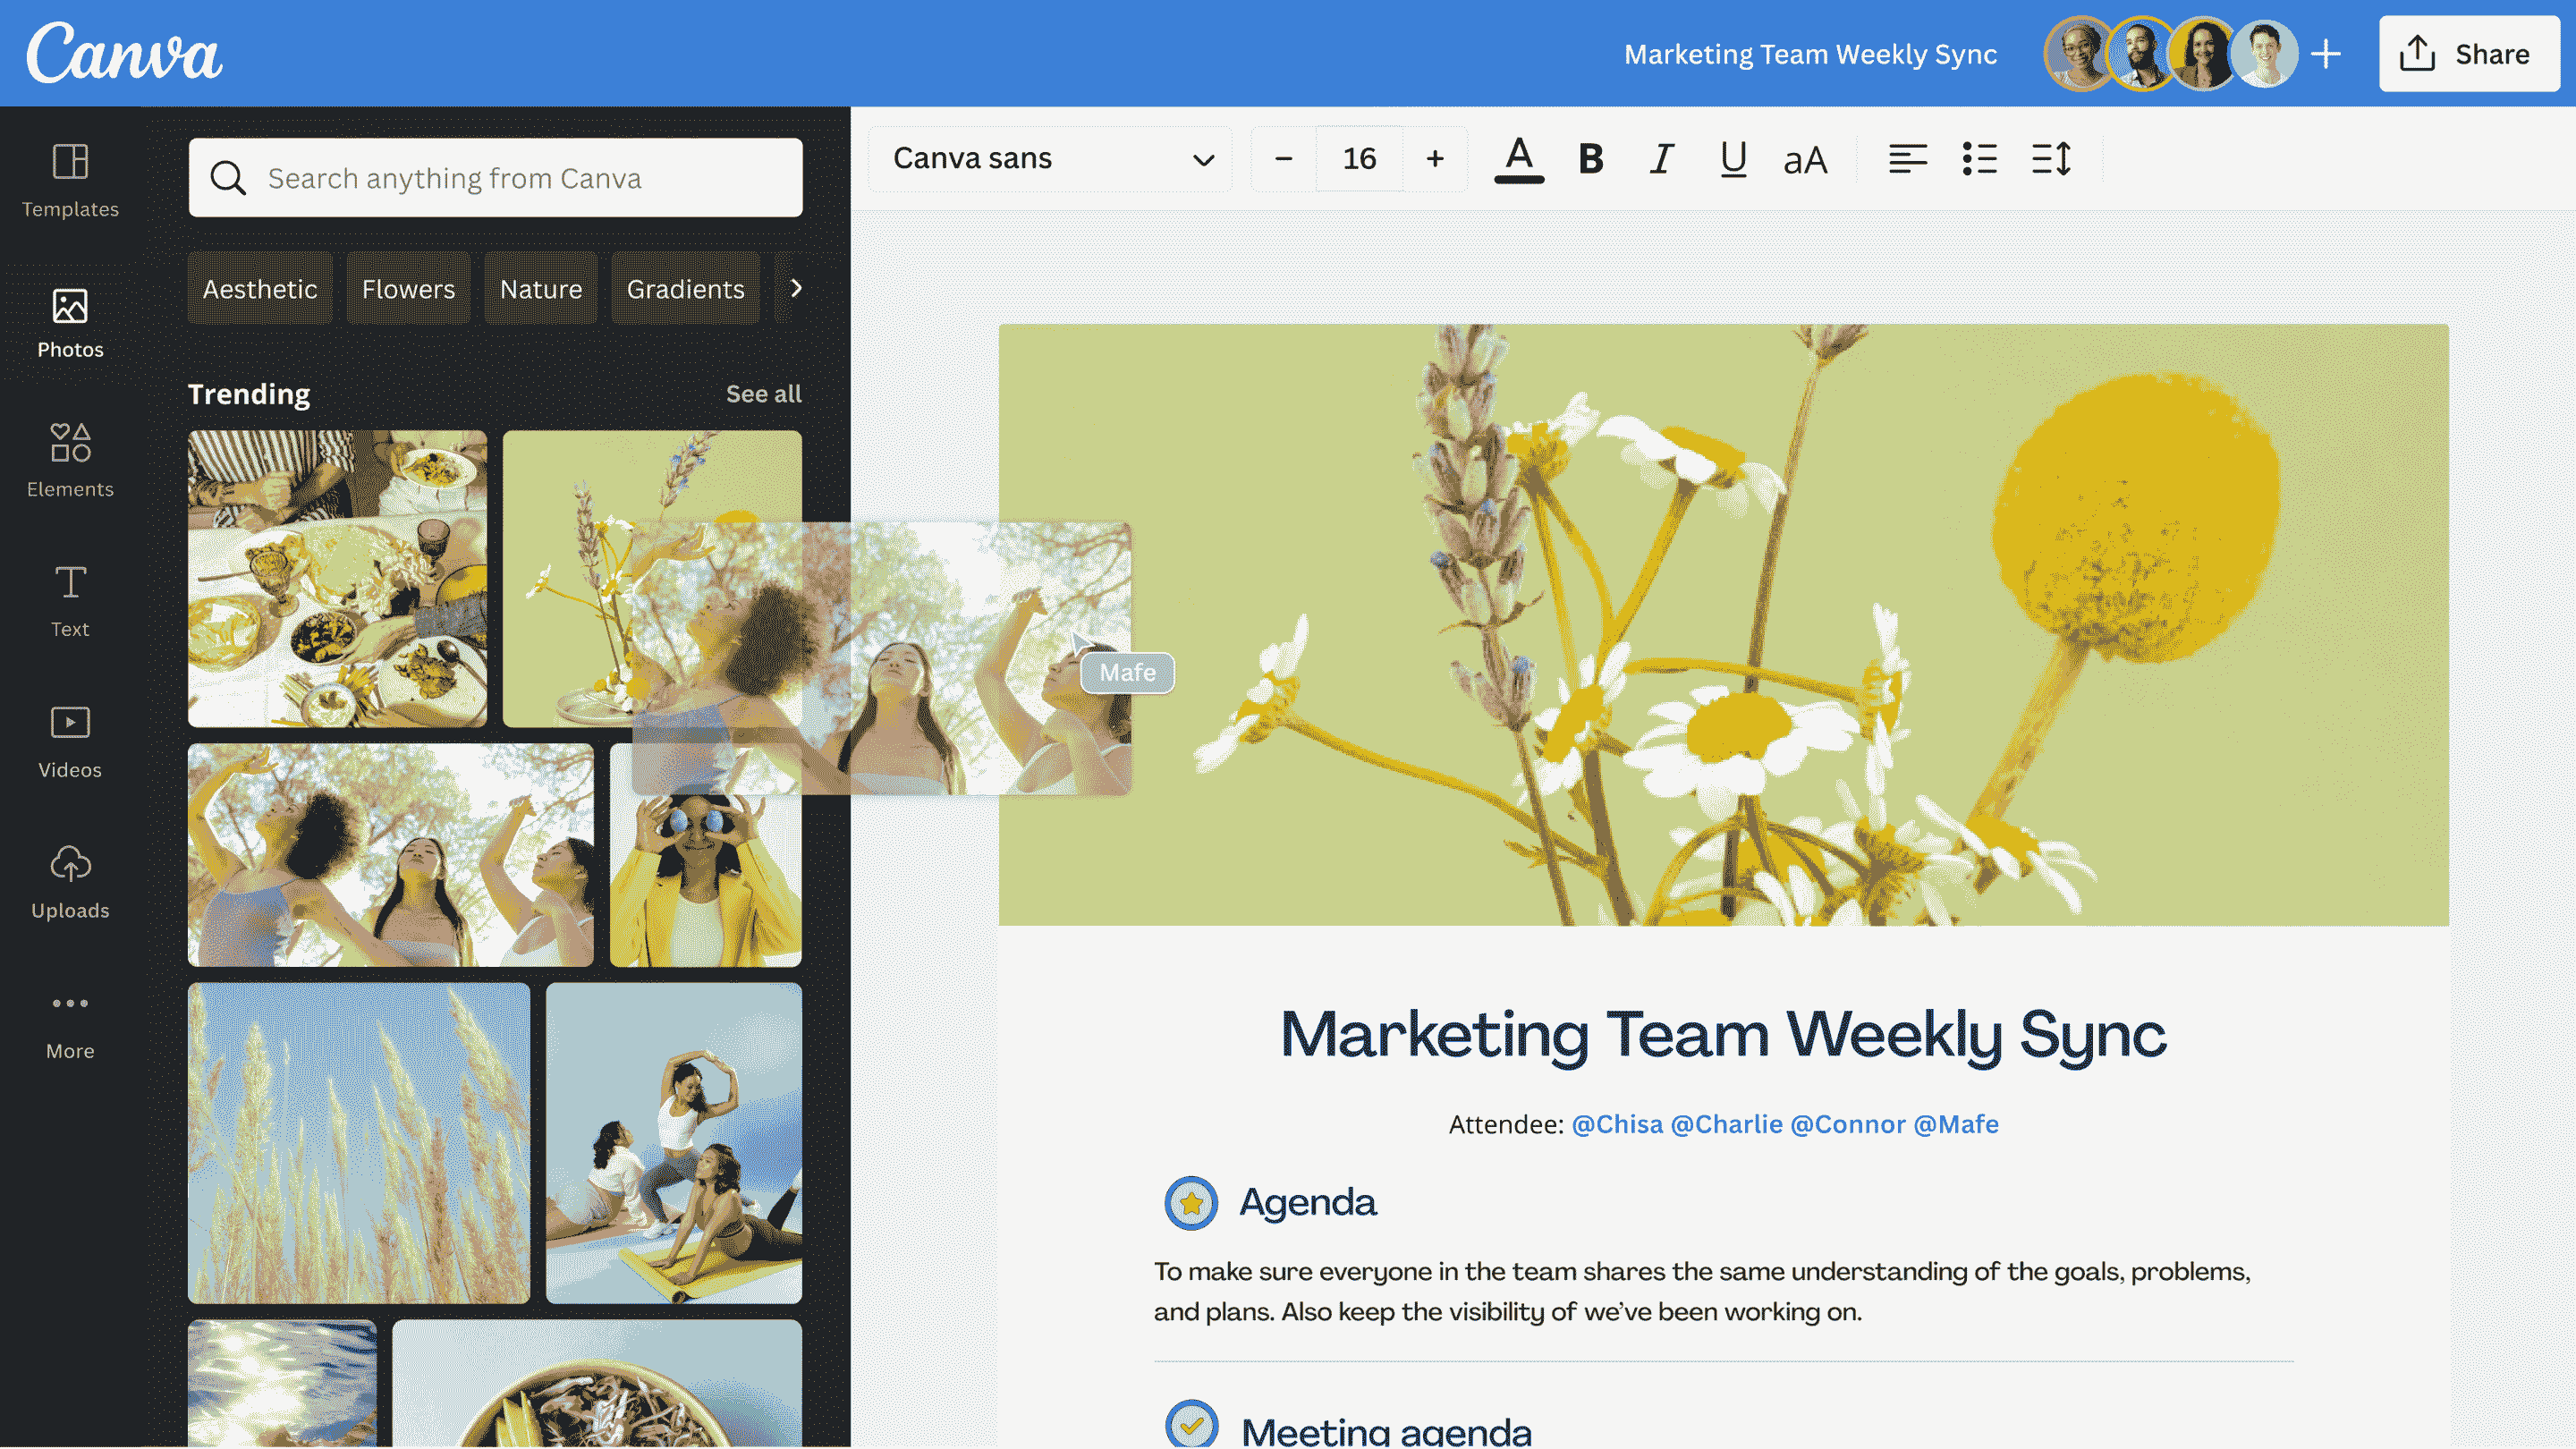 Canva
Marketing Team Weekly Sync
Share
Templates
Photos
Elements
Text
Videos
Uploads
More
Search anything from Canva
Aesthetic
Flowers
Nature
Gradients
Trending
See all
Canva sans
16
A
B
I
U
aA
Mafe
Marketing Team Weekly Sync
Attendee: @Chisa @Charlie @Connor @Mafe
Agenda
To make sure everyone in the team shares the same understanding of the goals, problems,
and plans. Also keep the visibility of we’ve been working on.
Meeting agenda